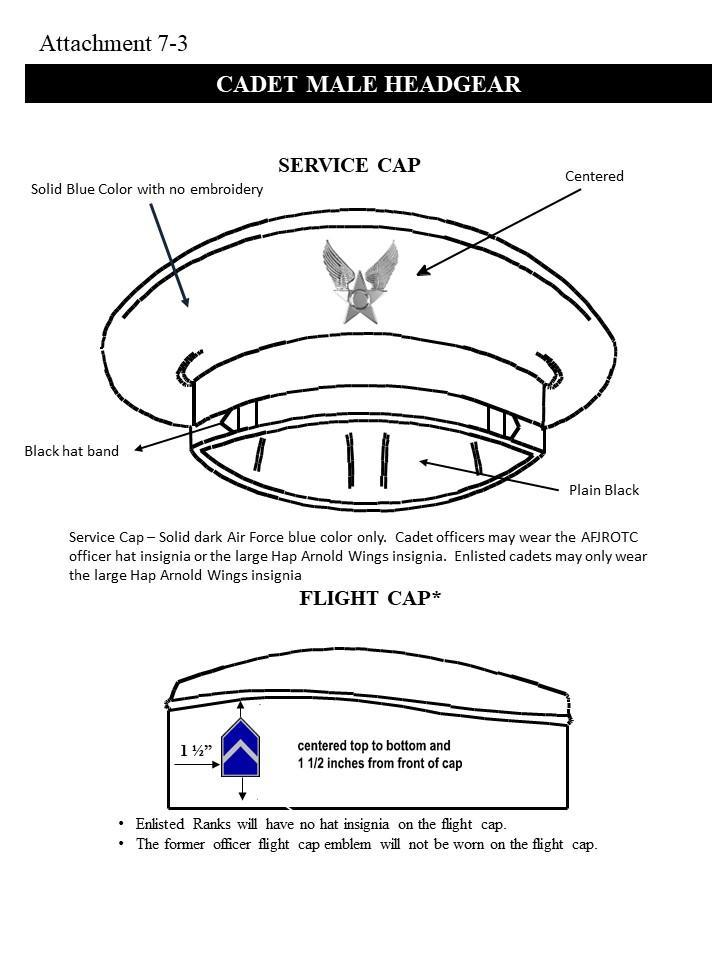 Attachment 7-3
CADET MALE HEADGEAR
SERVICE CAP
Centered
Solid Blue Color with no embroidery
Black hat band
Plain Black
Service Cap – Solid dark Air Force blue color only. Cadet officers may wear the AFJROTC
officer hat insignia or the large Hap Arnold Wings insignia. Enlisted cadets may only wear
the large Hap Arnold Wings insignia
FLIGHT CAP*
1 ½”
centered top to bottom and
1 1/2 inches from front of cap
• Enlisted Ranks will have no hat insignia on the flight cap.
• The former officer flight cap emblem will not be worn on the flight cap.